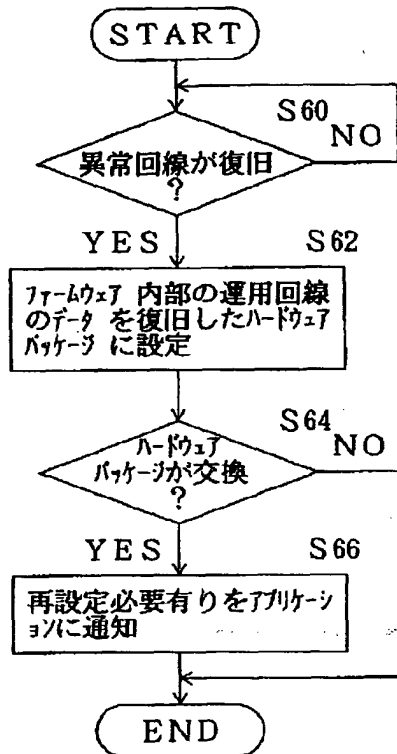 START
S60
NO
異常回線が復旧
?
YES
S62
ファームウェア 内部の運用回線
のデータ を復旧したハードウェア
パッケージ に設定
S64
NO
ハードウェア
パッケージが交換
?
YES
S66
再設定必要有りをアプリケーシ
ョンに通知
END